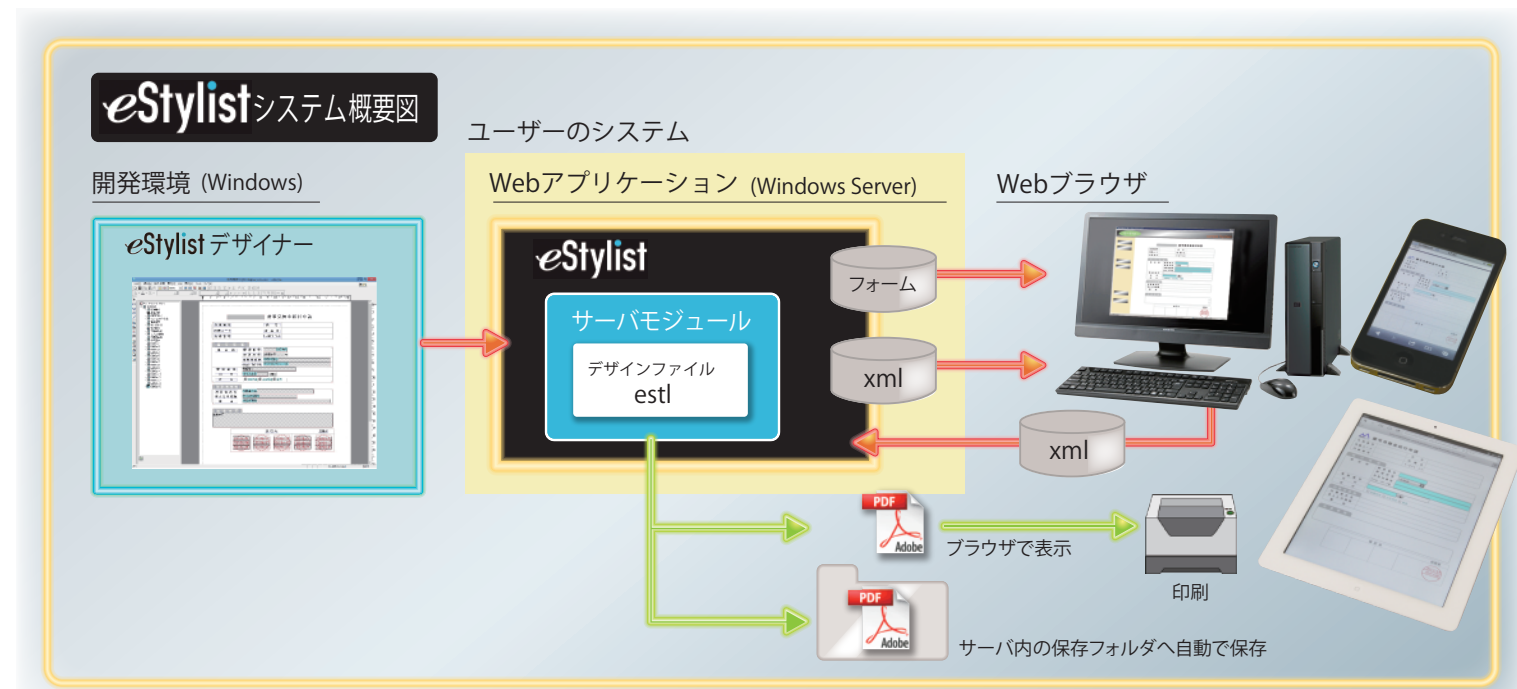 eStylistシステム概要図
ユーザーのシステム
開発環境 (Windows)
Webアプリケーション (Windows Server)
Webブラウザ
eStylist デザイナー
eStylist
サーバモジュール
デザインファイル
estl
フォーム
xml
xml
PDF
Adobe
ブラウザで表示
印刷
PDF
Adobe
サーバ内の保存フォルダへ自動で保存